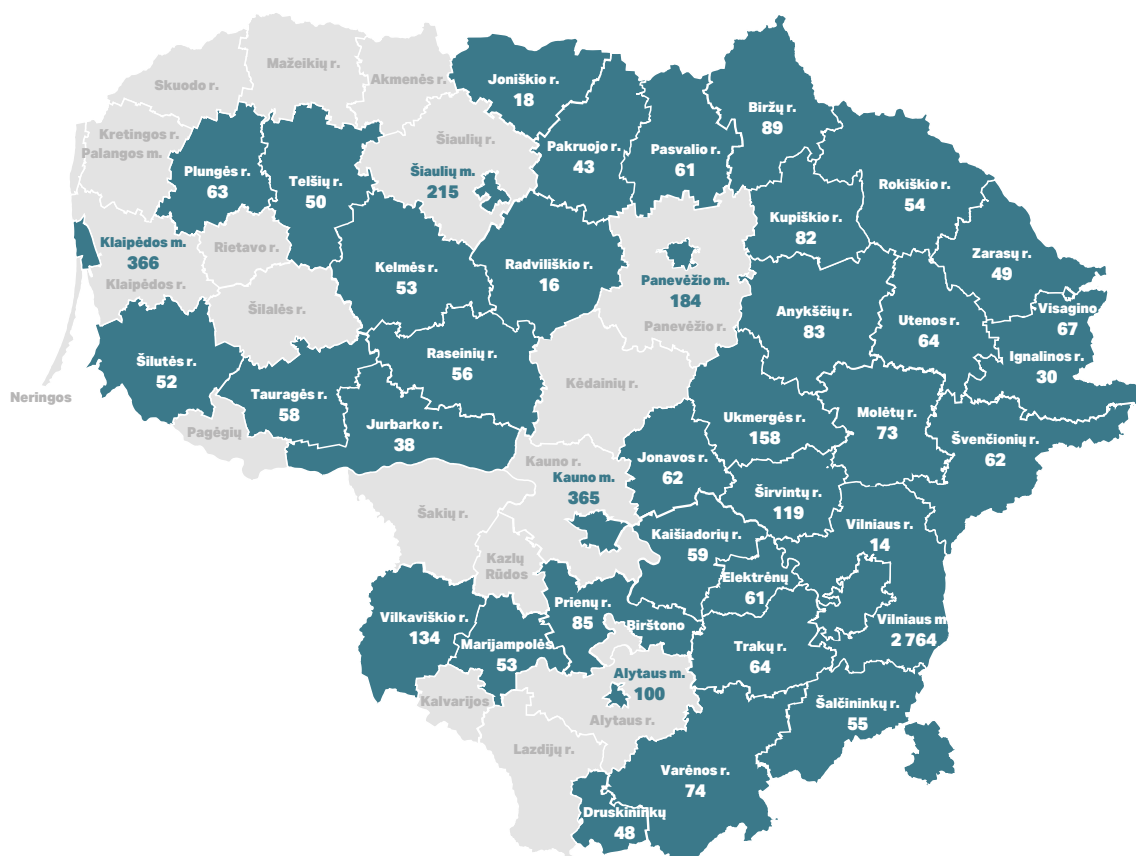 Skuodo r.
Mažeikių r.
Akmenės r.
Joniškio r.
18
Biržų r.
89
Kretingos r.
Palangos m.
Šiaulių r.
Šiaulių m.
215
Pakruojo r.
43
Pasvalio r.
61
Plungės r.
63
Telšių r.
50
Rokiškio r.
54
Kupiškio r.
82
Klaipėdos m.
366
Klaipėdos r.
Rietavo r.
Kelmės r.
53
Radviliškio r.
16
Panevėžio m.
184
Panevėžio r.
Zarasų r.
49
Šilalės r.
Anykščių r.
83
Utenos r.
64
Visagino
67
Ignalinos r.
30
Šilutės r.
52
Neringos
Raseinių r.
56
Kėdainių r.
Tauragės r.
58
Jurbarko r.
38
Ukmergės r.
158
Molėtų r.
73
Pagėgių
Švenčionių r.
62
Kauno r.
Kauno m.
365
Jonavos r.
62
Širvintų r.
119
Šakių r.
Kaišiadorių r.
59
Vilniaus r.
14
Kazlų
Rūdos
Elektrėnų
61
Vilkaviškio r.
134
Prienų r.
85
Birštono
Vilniaus m
2 764
Marijampolės
53
Trakų r.
64
Alytaus m.
100
Alytaus r.
Kalvarijos
Šalčininkų r.
55
Lazdijų r.
Varėnos r.
74
Druskininkų
48